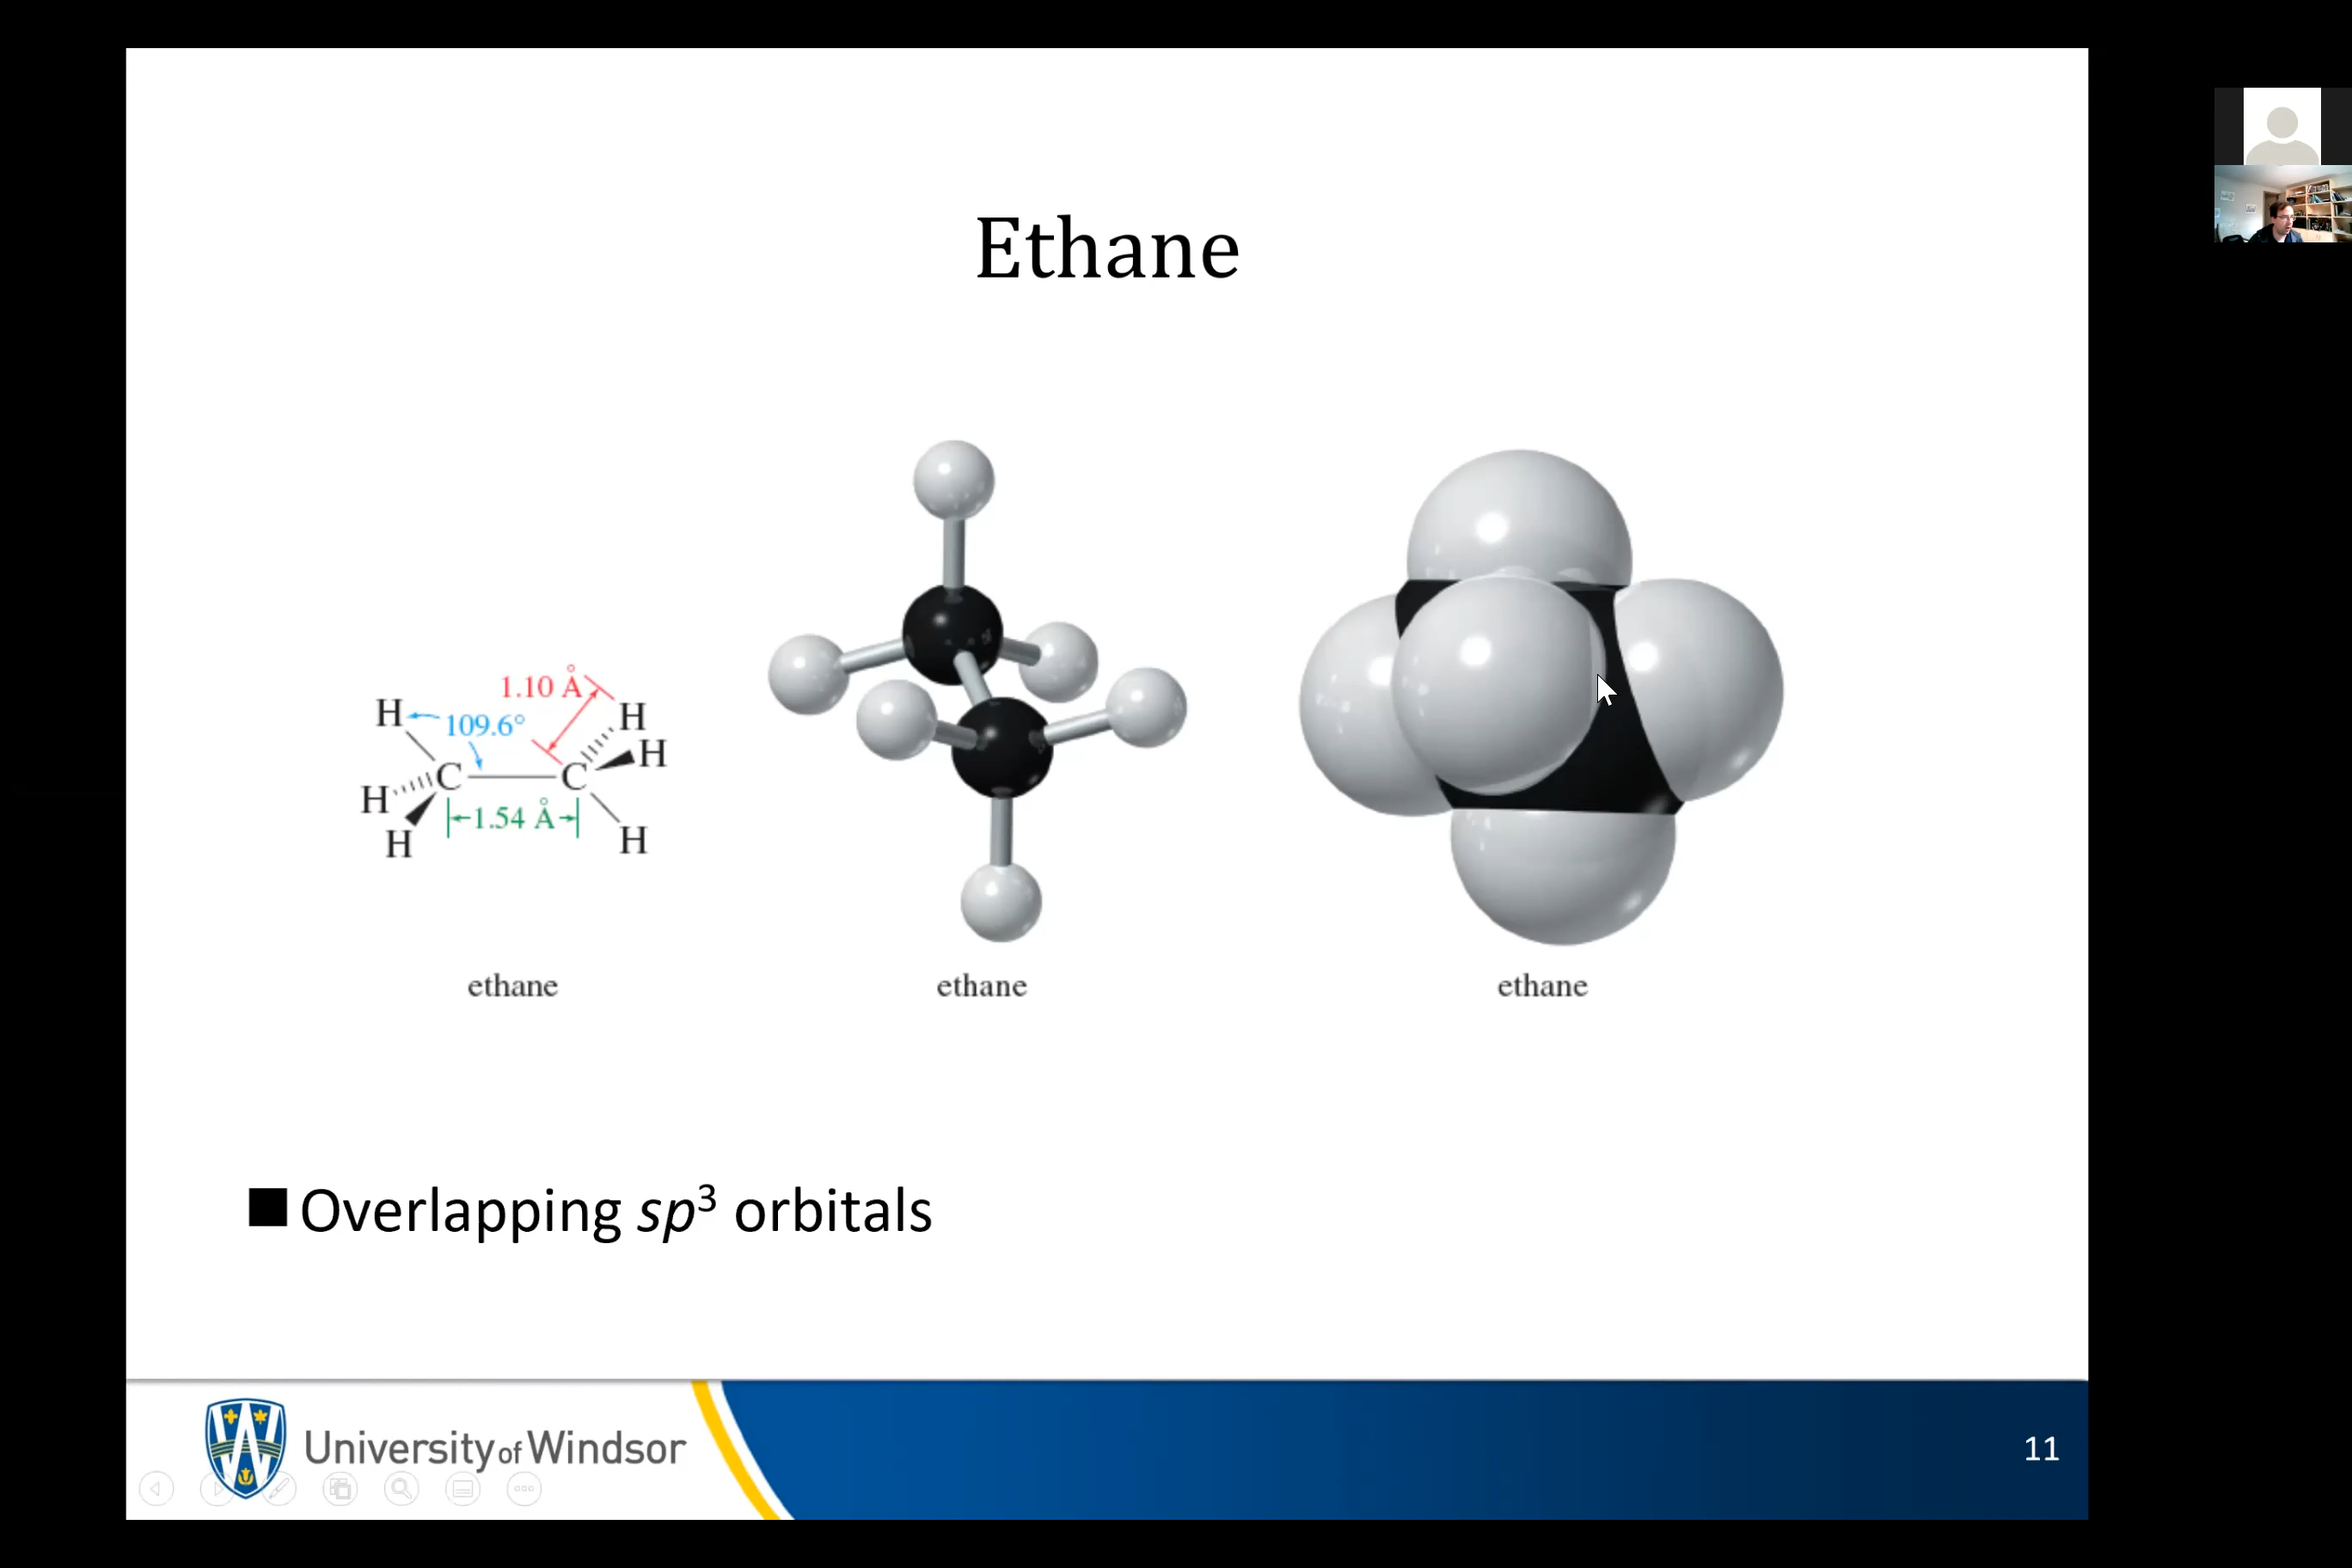 Ethane
1.10 Å
H
H
109.6°
H
C
C
H
1.54 Å
H
H
ethane
ethane
ethane
■ Overlapping sp³ orbitals
University of Windsor
11